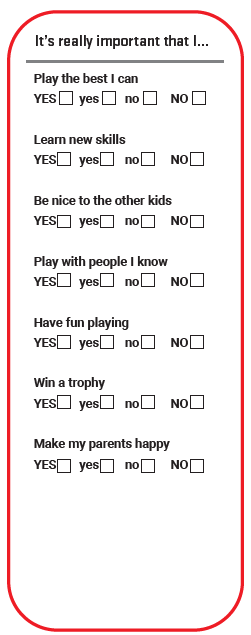 It's really important that I...
Play the best I can
YES yes no NO
Learn new skills
YES yes no NO
Be nice to the other kids
YES yes no NO
Play with people I know
YES yes no NO
Have fun playing
YES yes no NO
Win a trophy
YES yes no NO
Make my parents happy
YES yes no NO